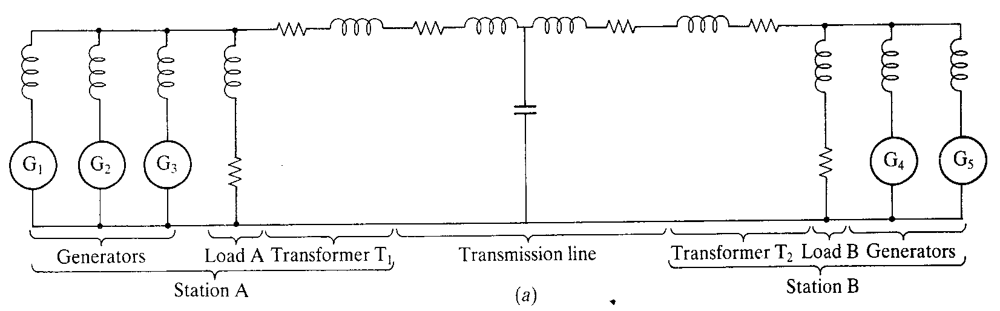 G₁ G₂ G₃ G₄ G₅
Generators Load A Transformer T₁ Transmission line Transformer T₂ Load B Generators
Station A (a) Station B